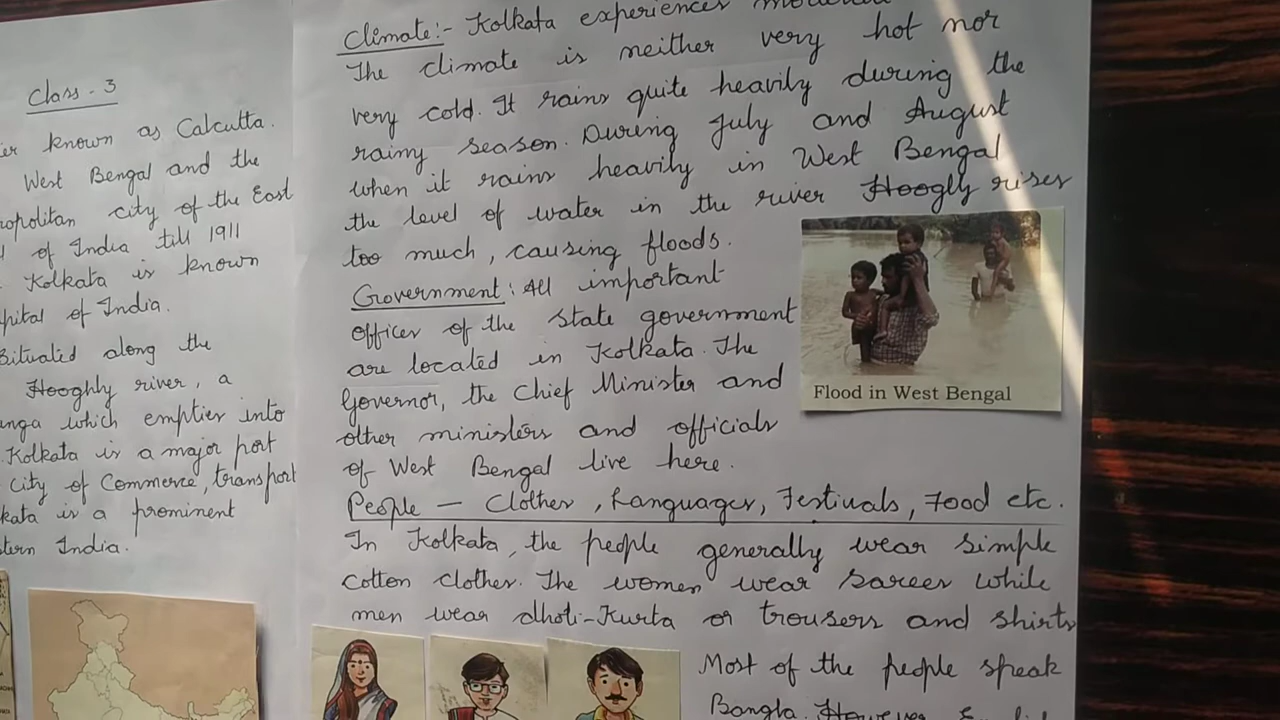 Class - 3
known as Calcutta.
West Bengal and the
city of the East
of India till 1911
Kolkata is known
of India.
Situated along the
Hooghly river, a
which empties into
Kolkata is a major port
City of Commerce, transport
is a prominent
India.
Climate:- Kolkata experiences
The climate is neither very hot nor
very cold. It rains quite heavily during the
rainy season. During July and August
when it rains heavily in West Bengal
the level of water in the river Hoogly rises
too much, causing floods.
Government: All important
officer of the state government
are located in Kolkata. The
Governor, the Chief Minister and
other ministers and officials
of West Bengal live here.
People - Clothes, Languages, Festivals, Food etc.
In Kolkata, the people generally wear simple
cotton clothes. The women wear sarees while
men wear dhoti-Kurta or trousers and shirts
Most of the people speak
Bangla. However
Flood in West Bengal